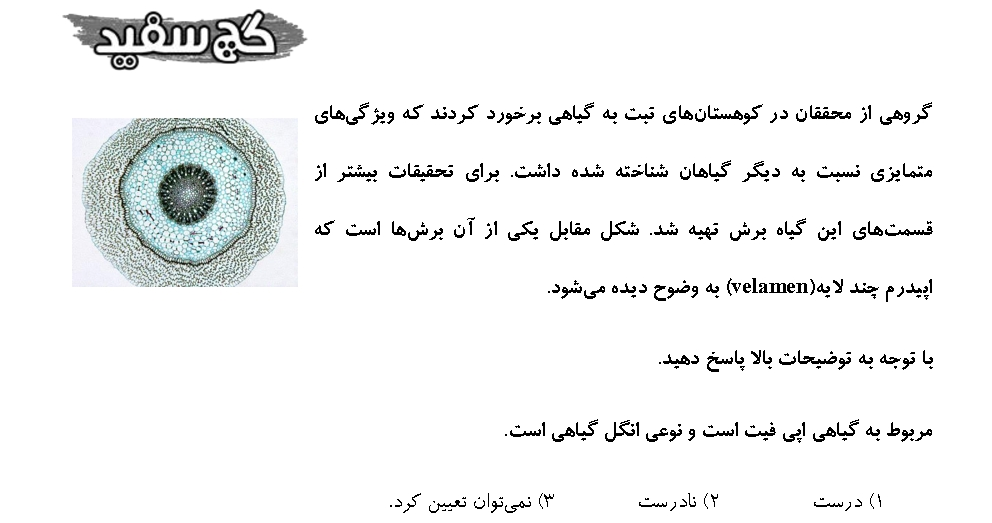 گچ سفید
گروهی از محققان در کوهستان‌های تبت به گیاهی برخورد کردند که ویژگی‌های
متمایزی نسبت به دیگر گیاهان شناخته شده داشت. برای تحقیقات بیشتر از
قسمت‌های این گیاه برش تهیه شد. شکل مقابل یکی از آن برش‌ها است که
اپیدرم چند لایه(velamen) به وضوح دیده می‌شود.
با توجه به توضیحات بالا پاسخ دهید.
مربوط به گیاهی اپی فیت است و نوعی انگل گیاهی است.
۱) درست ۲) نادرست ۳) نمی‌توان تعیین کرد.